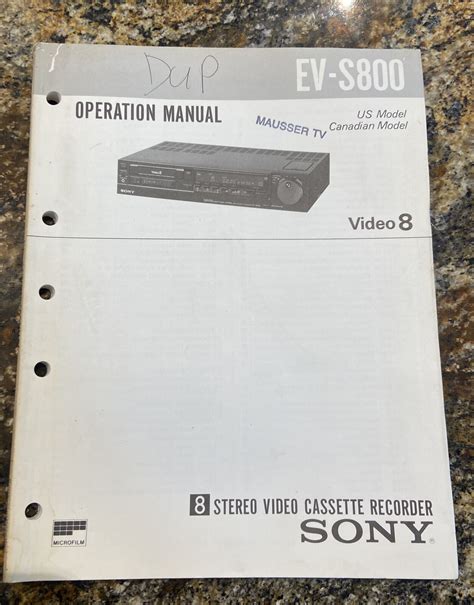 DUP
EV-S800
OPERATION MANUAL
US Model
MAUSSER TV
Canadian Model
SONY
Video 8
8 STEREO VIDEO CASSETTE RECORDER
MICROFILM
SONY®